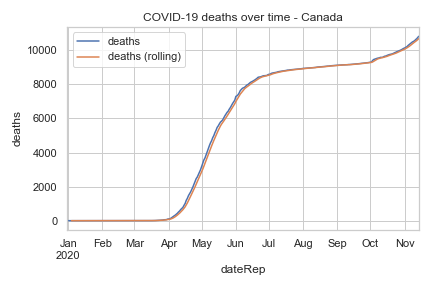 COVID-19 deaths over time - Canada
deaths
deaths (rolling)
10000
8000
6000
4000
2000
0
deaths
Jan Feb Mar Apr May Jun Jul Aug Sep Oct Nov
2020
dateRep